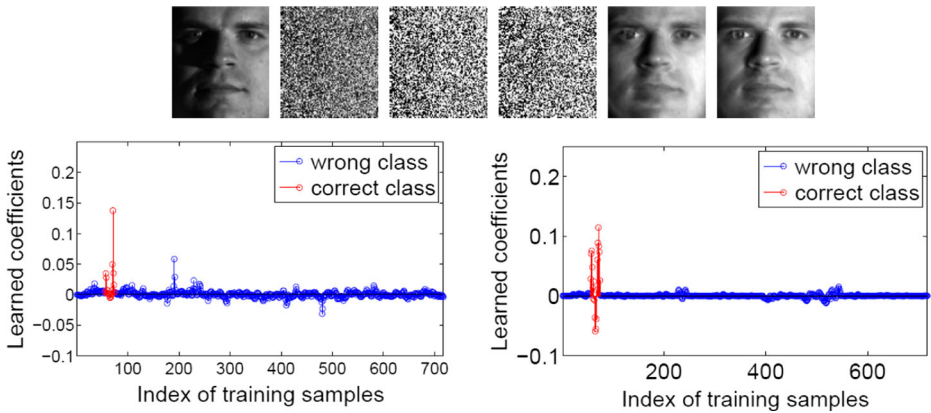 Learned coefficients
0.2
0.15
0.1
0.05
0
−0.05
−0.1
wrong class
correct class
100 200 300 400 500 600 700
Index of training samples
Learned coefficients
0.2
0.1
0
−0.1
wrong class
correct class
200 400 600
Index of training samples